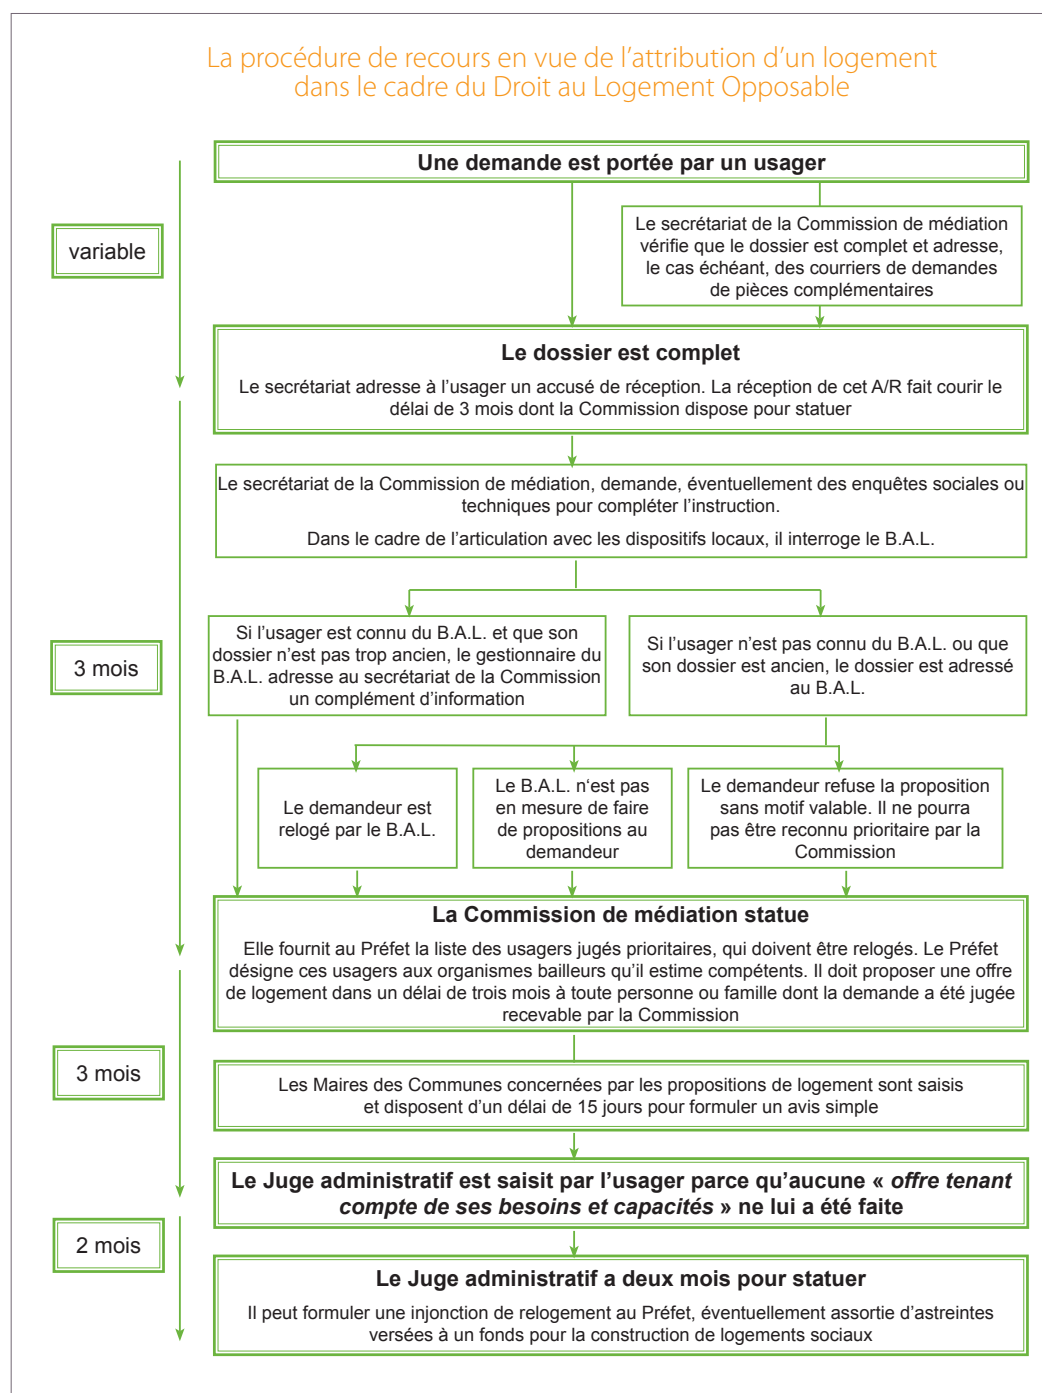 La procédure de recours en vue de l’attribution d’un logement
dans le cadre du Droit au Logement Opposable
Une demande est portée par un usager
variable
Le secrétariat de la Commission de médiation
vérifie que le dossier est complet et adresse,
le cas échéant, des courriers de demandes
de pièces complémentaires
Le dossier est complet
Le secrétariat adresse à l’usager un accusé de réception. La réception de cet A/R fait courir le
délai de 3 mois dont la Commission dispose pour statuer
Le secrétariat de la Commission de médiation, demande, éventuellement des enquêtes sociales ou
techniques pour compléter l’instruction.
Dans le cadre de l’articulation avec les dispositifs locaux, il interroge le B.A.L.
3 mois
Si l’usager est connu du B.A.L. et que son
dossier n’est pas trop ancien, le gestionnaire du
B.A.L. adresse au secrétariat de la Commission
un complément d’information
Si l’usager n’est pas connu du B.A.L. ou que
son dossier est ancien, le dossier est adressé
au B.A.L.
Le demandeur est
relogé par le B.A.L.
Le B.A.L. n‘est pas
en mesure de faire
de propositions au
demandeur
Le demandeur refuse la proposition
sans motif valable. Il ne pourra
pas être reconnu prioritaire par la
Commission
La Commission de médiation statue
Elle fournit au Préfet la liste des usagers jugés prioritaires, qui doivent être relogés. Le Préfet
désigne ces usagers aux organismes bailleurs qu’il estime compétents. Il doit proposer une offre
de logement dans un délai de trois mois à toute personne ou famille dont la demande a été jugée
recevable par la Commission
3 mois
Les Maires des Communes concernées par les propositions de logement sont saisis
et disposent d’un délai de 15 jours pour formuler un avis simple
Le Juge administratif est saisit par l’usager parce qu’aucune « offre tenant
compte de ses besoins et capacités » ne lui a été faite
2 mois
Le Juge administratif a deux mois pour statuer
Il peut formuler une injonction de relogement au Préfet, éventuellement assortie d’astreintes
versées à un fonds pour la construction de logements sociaux